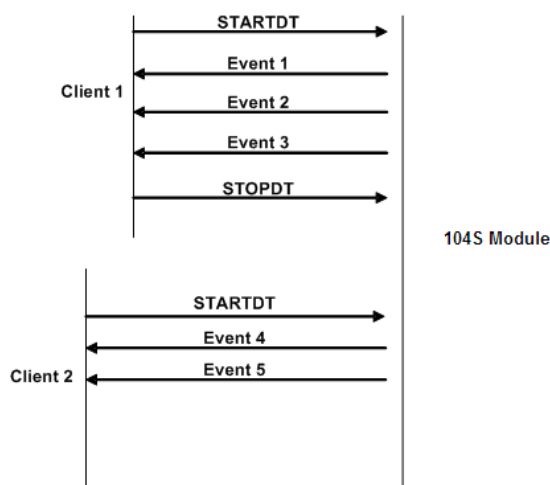 STARTDT
Event 1
Client 1
Event 2
Event 3
STOPDT
104S Module
STARTDT
Event 4
Client 2
Event 5